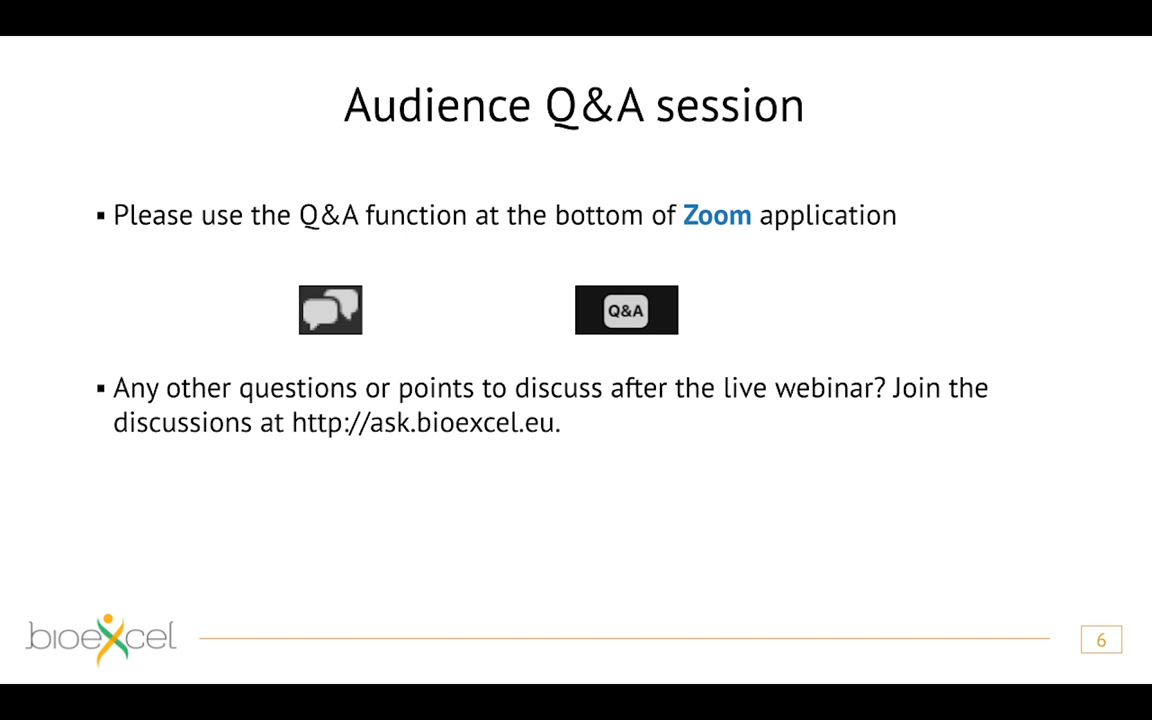 Audience Q&A session
▪ Please use the Q&A function at the bottom of Zoom application
Q&A
▪ Any other questions or points to discuss after the live webinar? Join the
discussions at http://ask.bioexcel.eu.
bioexcel
6